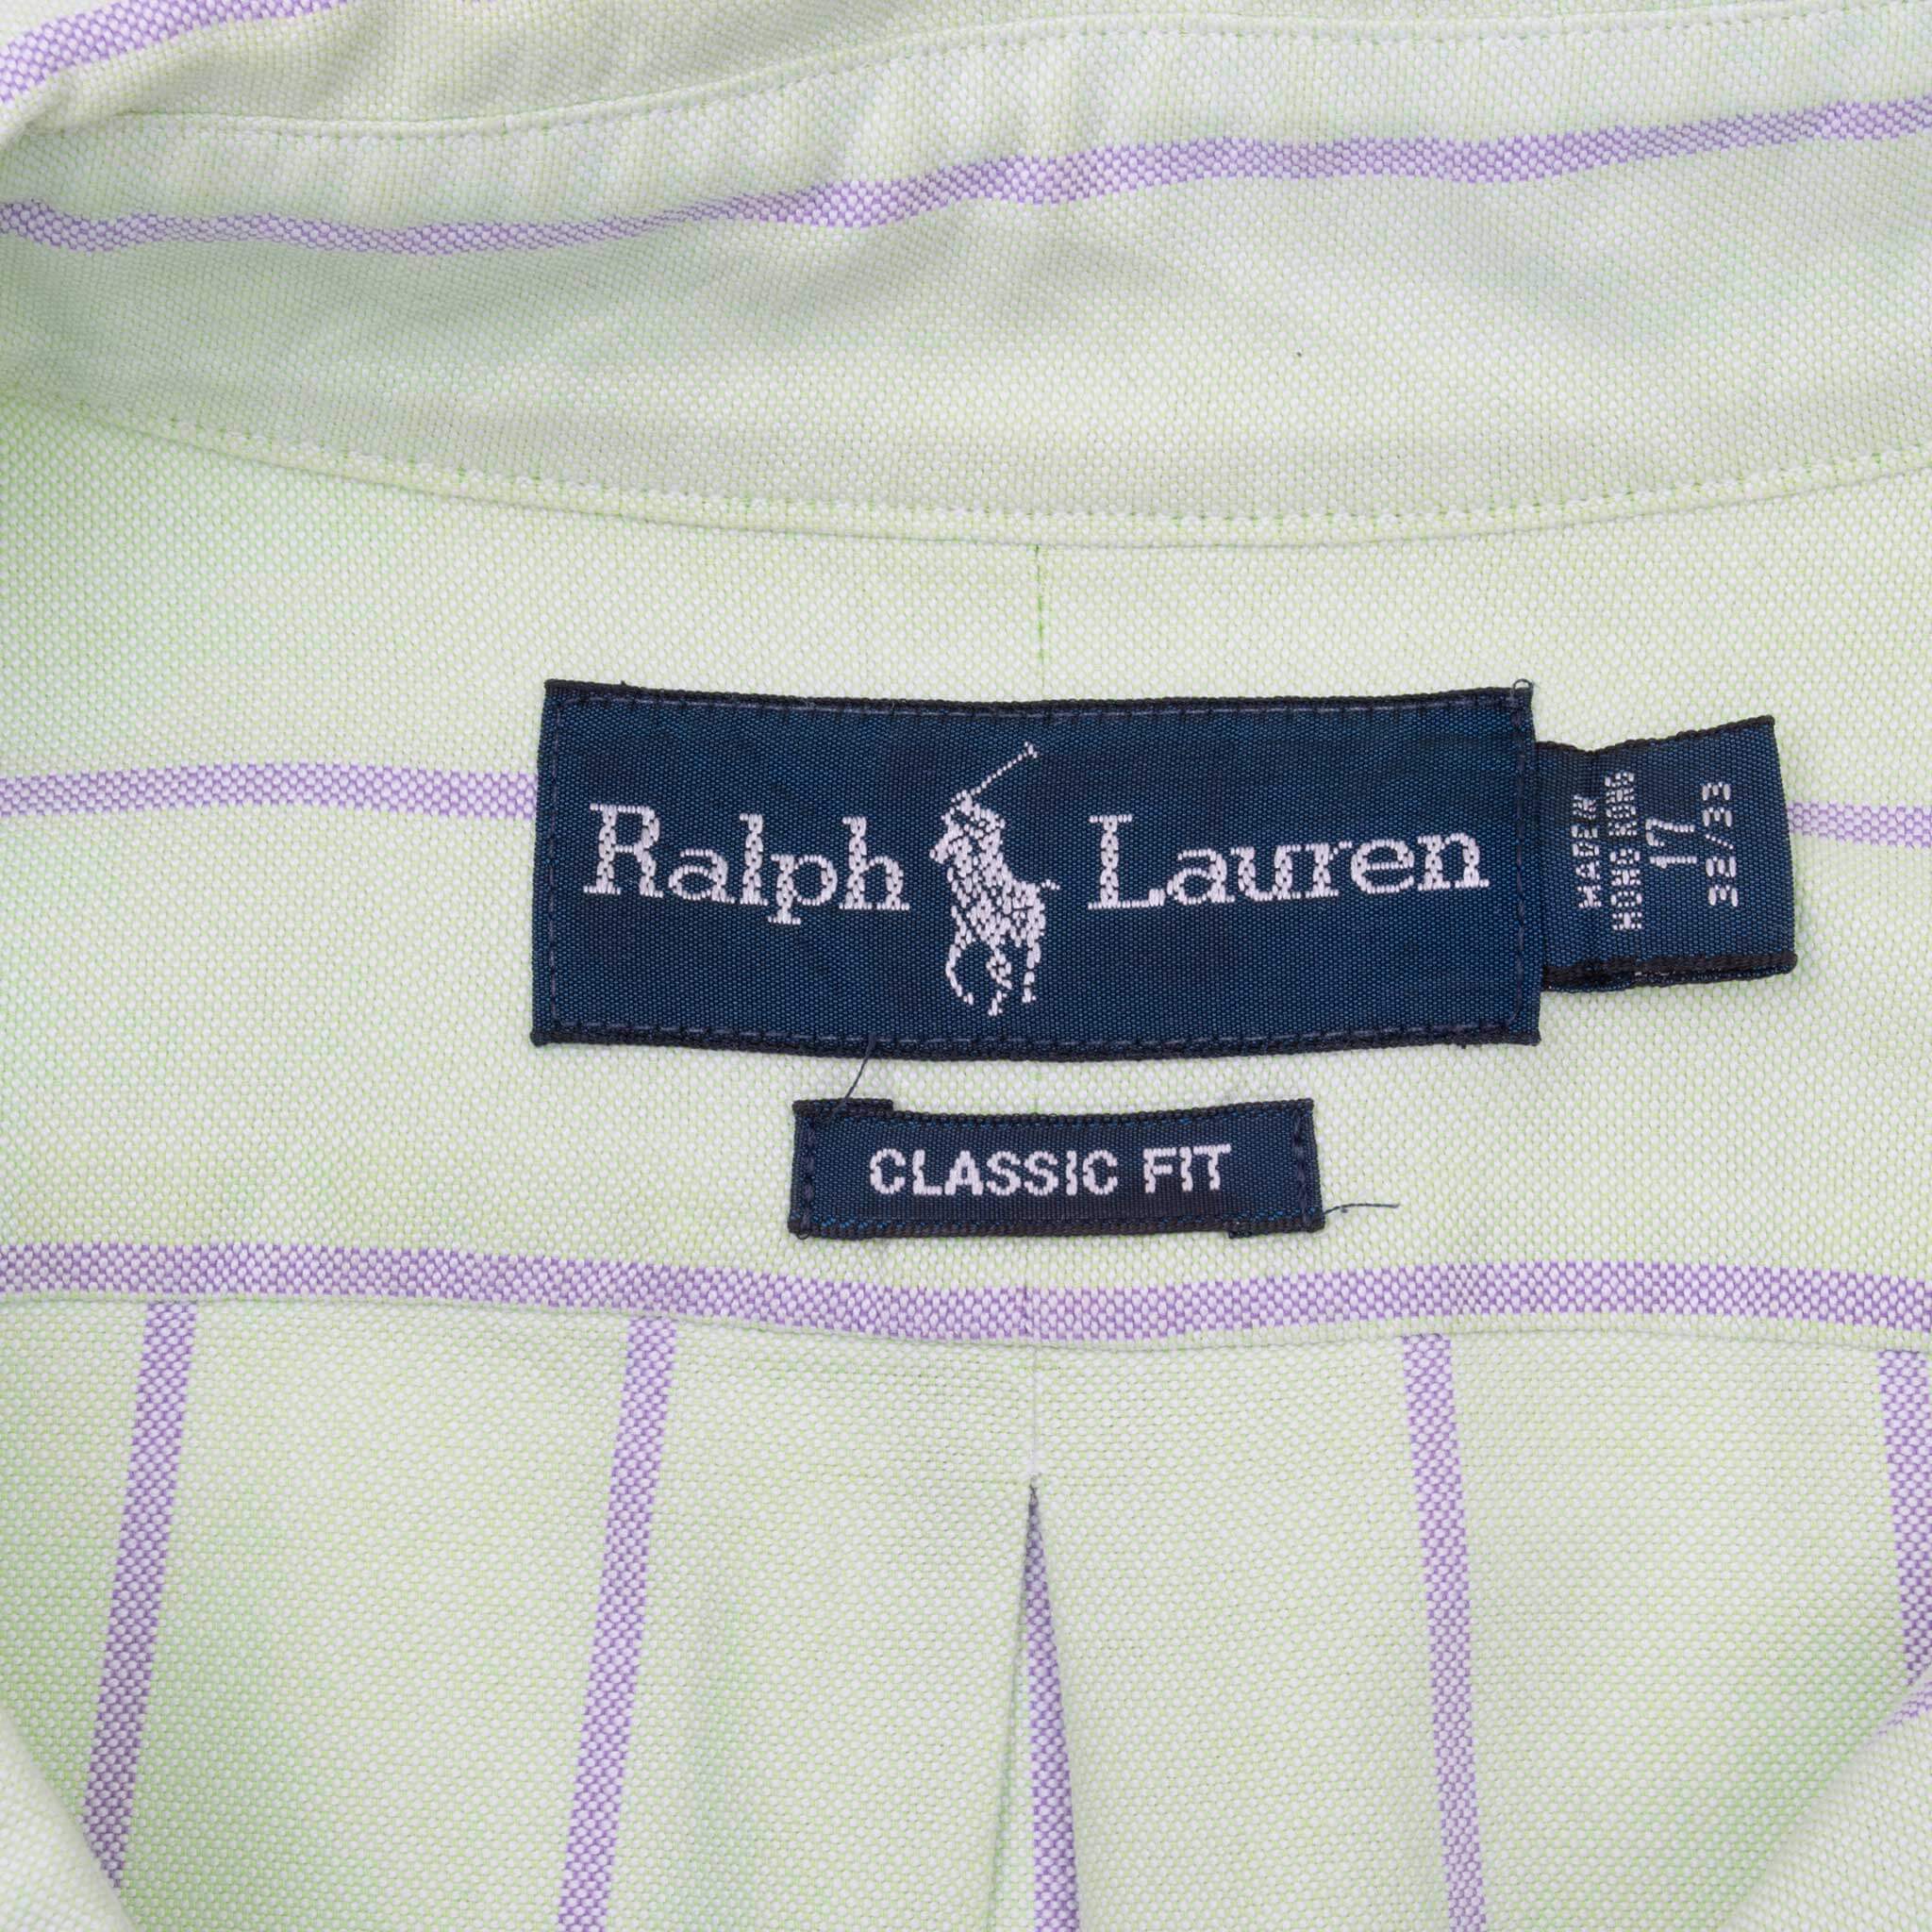 Ralph Lauren
MADE IN
HONG KONG
17
32/33
CLASSIC FIT